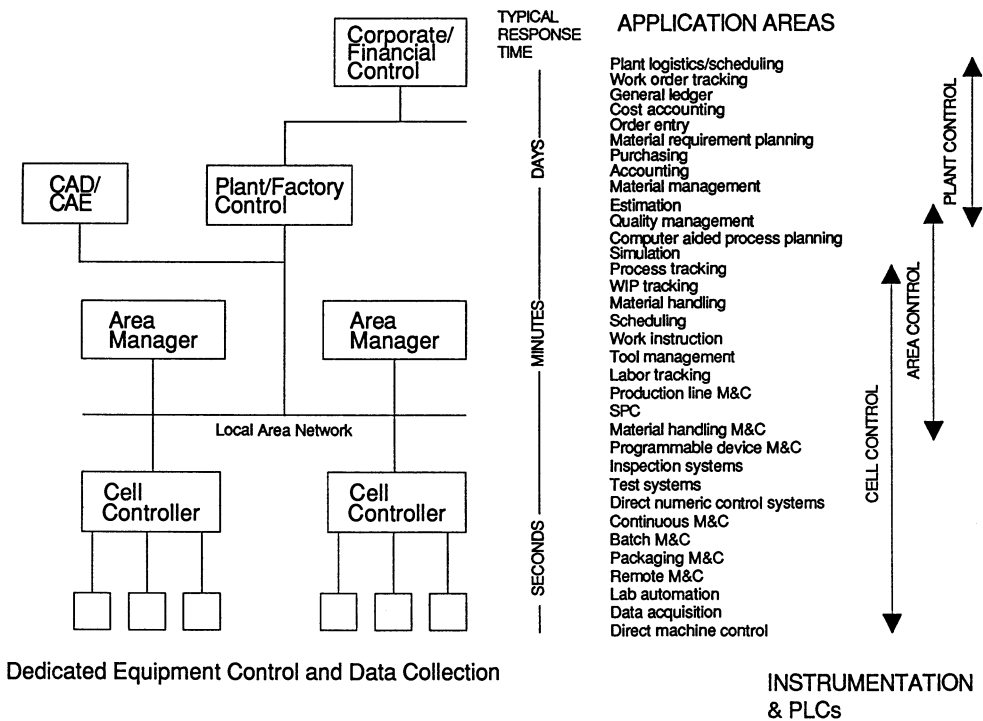 Corporate/
Financial
Control
CAD/
CAE
Plant/Factory
Control
Area
Manager
Area
Manager
Local Area Network
Cell
Controller
Cell
Controller
Dedicated Equipment Control and Data Collection
TYPICAL
RESPONSE
TIME
DAYS
MINUTES
SECONDS
APPLICATION AREAS
Plant logistics/scheduling
Work order tracking
General ledger
Cost accounting
Order entry
Material requirement planning
Purchasing
Accounting
Material management
Estimation
Quality management
Computer aided process planning
Simulation
Process tracking
WIP tracking
Material handling
Scheduling
Work instruction
Tool management
Labor tracking
Production line M&C
SPC
Material handling M&C
Programmable device M&C
Inspection systems
Test systems
Direct numeric control systems
Continuous M&C
Batch M&C
Packaging M&C
Remote M&C
Lab automation
Data acquisition
Direct machine control
PLANT CONTROL
AREA CONTROL
CELL CONTROL
INSTRUMENTATION
& PLCs